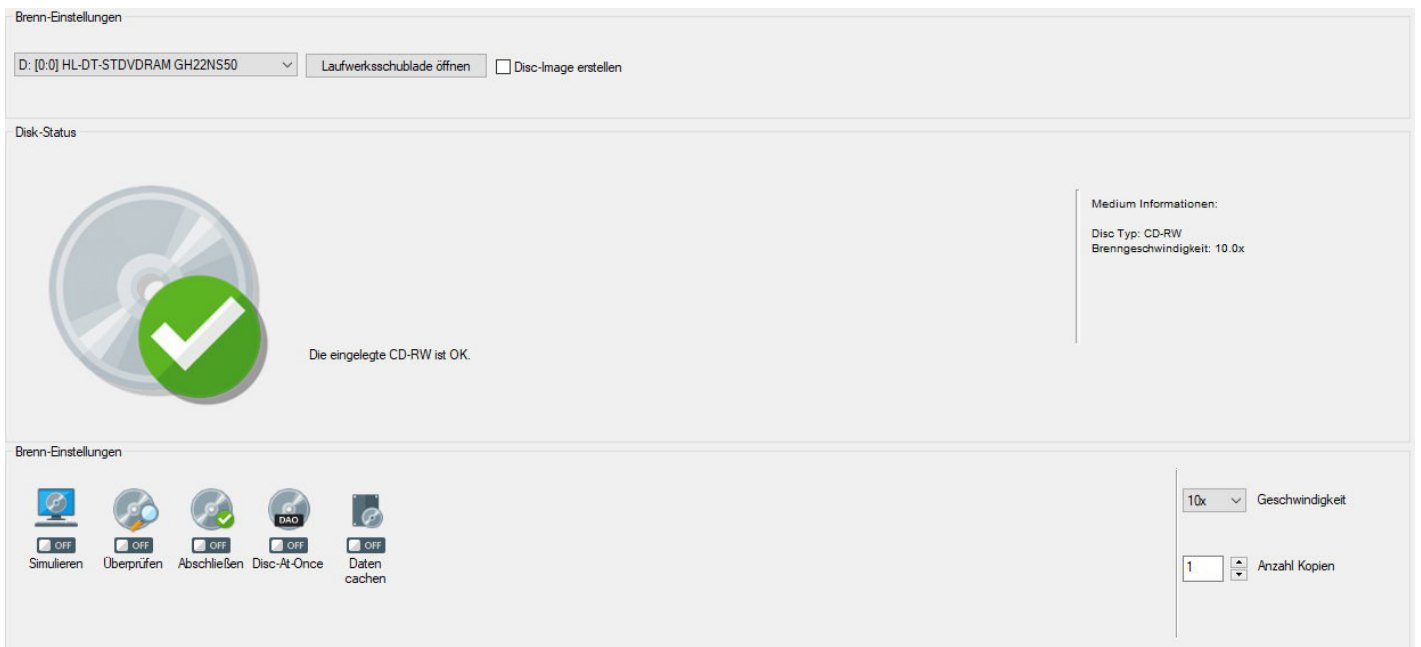 Brenn-Einstellungen
D: [0:0] HL-DT-STDVDRAM GH22NS50
Laufwerksschublade öffnen
Disc-Image erstellen
Disk-Status
Medium Informationen:
Disc Typ: CD-RW
Brenngeschwindigkeit: 10.0x
Die eingelegte CD-RW ist OK.
Brenn-Einstellungen
DAO
OFF
OFF
OFF
OFF
OFF
Simulieren
Überprüfen
Abschließen
Disc-At-Once
Daten
cachen
10x
Geschwindigkeit
1
Anzahl Kopien